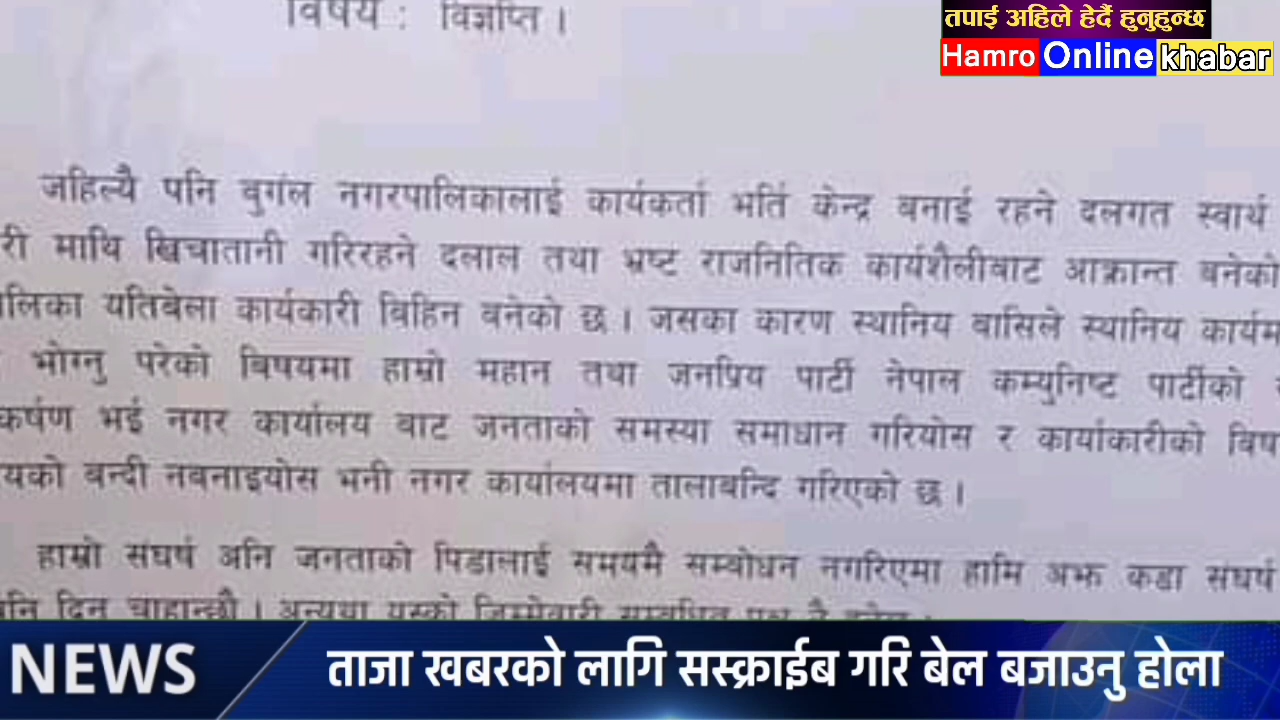 विषय : विज्ञप्ति ।
तपाई अहिले हेर्दै हुनुहुन्छ
Hamro Online khabar
जहिल्यै पनि बुगंल नगरपालिकालाई कार्यकर्ता भर्ति केन्द्र बनाई रहने दलगत स्वार्थ
री माथि खिचातानी गरिरहने दलाल तथा भ्रष्ट राजनितिक कार्यशैलीबाट आक्रान्त बनेको
ालिका यतिबेला कार्यकारी बिहिन बनेको छ । जसका कारण स्थानिय बासिले स्थानिय कार्यम
भोग्नु परेको बिषयमा हाम्रो महान तथा जनप्रिय पार्टी नेपाल कम्युनिष्ट पार्टीको
कर्षण भई नगर कार्यालय बाट जनताको समस्या समाधान गरियोस र कार्याकारीको विष
यको बन्दी नबनाइयोस भनी नगर कार्यालयमा तालाबन्दि गरिएको छ ।
हाम्रो संघर्ष अनि जनताको पिडालाई समयमै सम्बोधन नगरिएमा हामि अझ कडा संघर्ष
दिन चाहान्छौ । अन्यथा यसको जिम्मेवारी
NEWS ताजा खबरको लागि सस्क्राईब गरि बेल बजाउनु होला